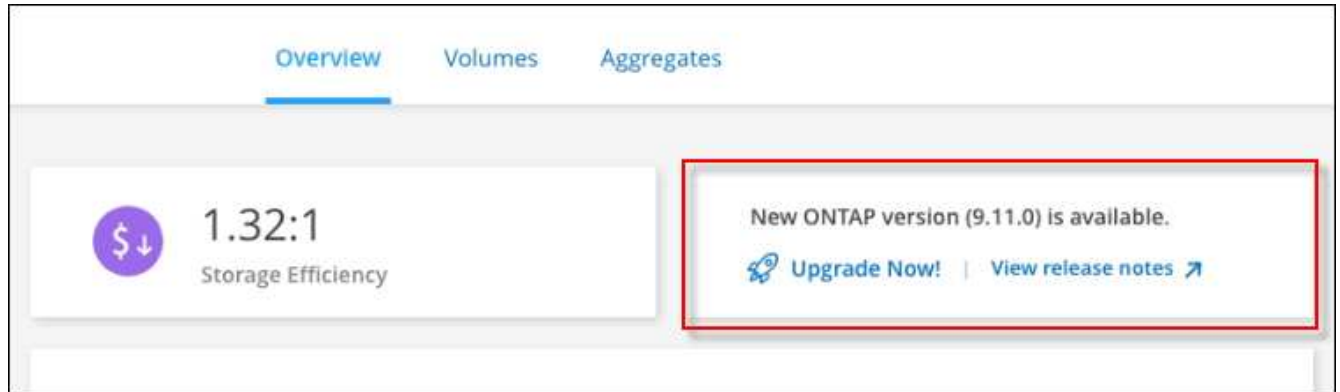 Overview Volumes Aggregates
1.32:1
Storage Efficiency
New ONTAP version (9.11.0) is available.
Upgrade Now! | View release notes